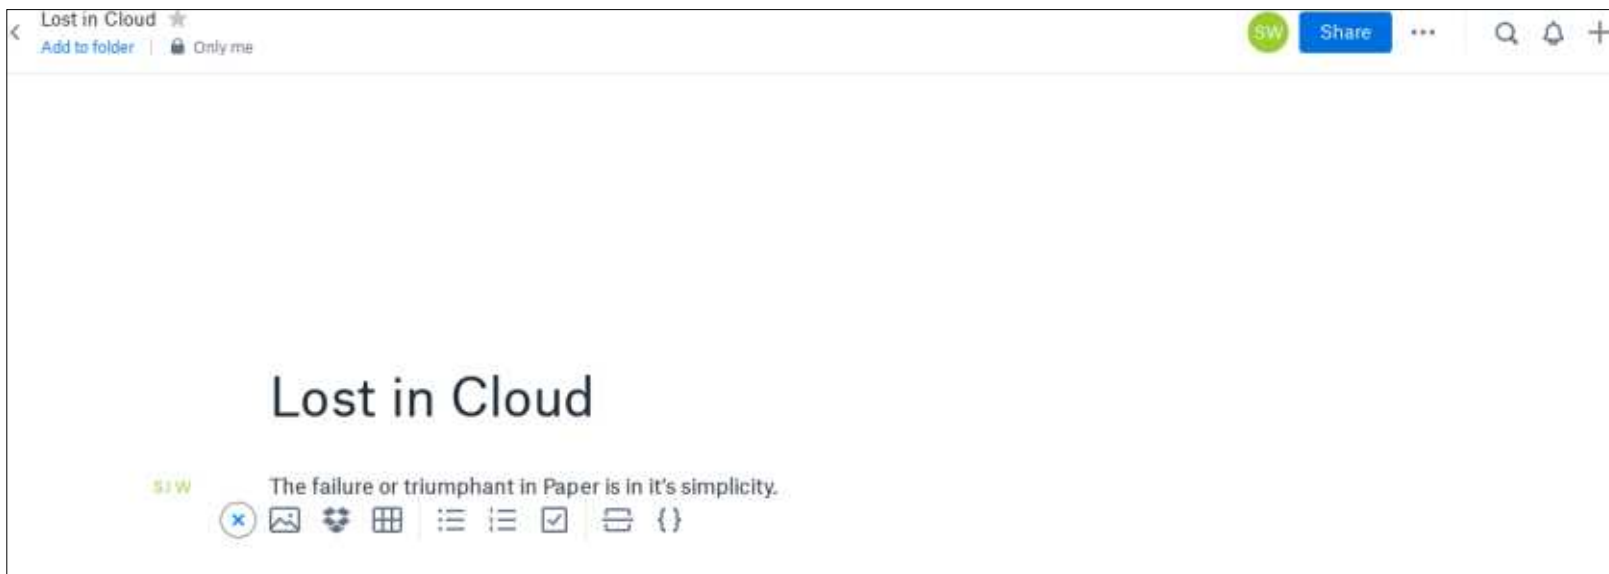 Lost in Cloud
Add to folder
Only me
SW
Share
Lost in Cloud
SJW
The failure or triumphant in Paper is in it's simplicity.